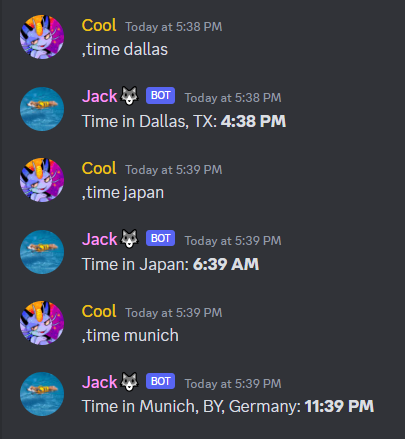 Cool Today at 5:38 PM
,time dallas
Jack BOT Today at 5:38 PM
Time in Dallas, TX: 4:38 PM
Cool Today at 5:39 PM
,time japan
Jack BOT Today at 5:39 PM
Time in Japan: 6:39 AM
Cool Today at 5:39 PM
,time munich
Jack BOT Today at 5:39 PM
Time in Munich, BY, Germany: 11:39 PM